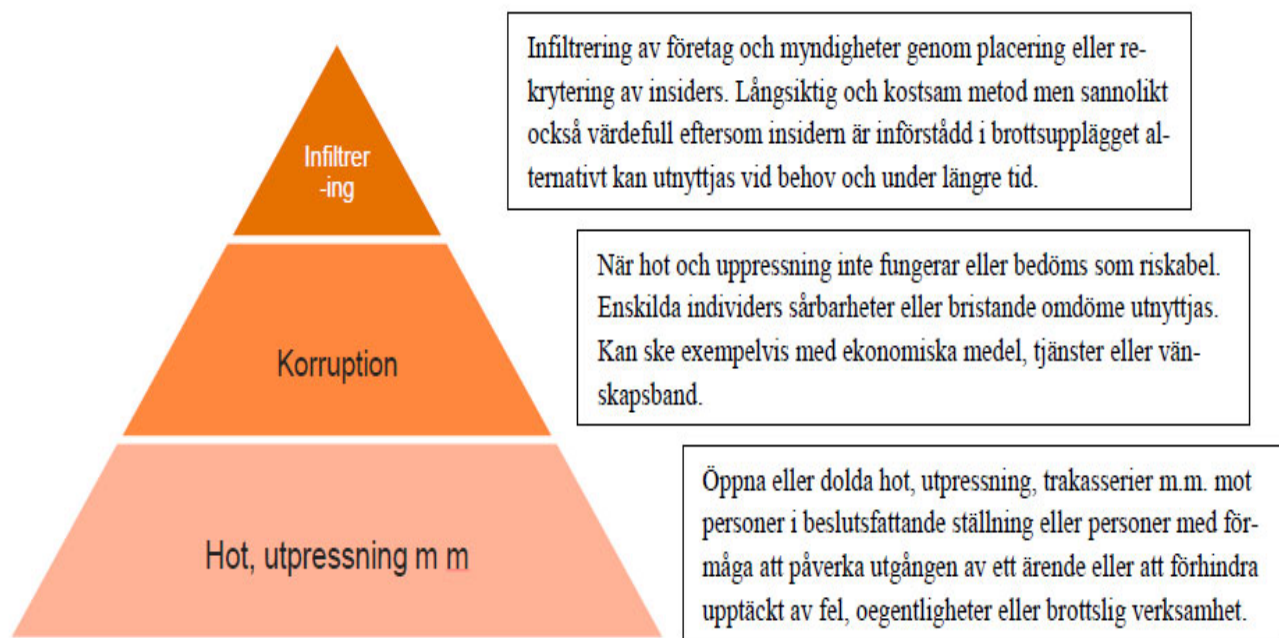 Infiltrer
-ing
Infiltrering av företag och myndigheter genom placering eller re-
krytering av insiders. Långsiktig och kostsam metod men sannolikt
också värdefull eftersom insidern är införstådd i brottsupplägget al-
ternativt kan utnyttjas vid behov och under längre tid.
Korruption
När hot och uppressning inte fungerar eller bedöms som riskabel.
Enskilda individers sårbarheter eller bristande omdöme utnyttjas.
Kan ske exempelvis med ekonomiska medel, tjänster eller vän-
skapsband.
Hot, utpressning m m
Öppna eller dolda hot, utpressning, trakasserier m.m. mot
personer i beslutsfattande ställning eller personer med för-
måga att påverka utgången av ett ärende eller att förhindra
upptäckt av fel, oegentligheter eller brottslig verksamhet.